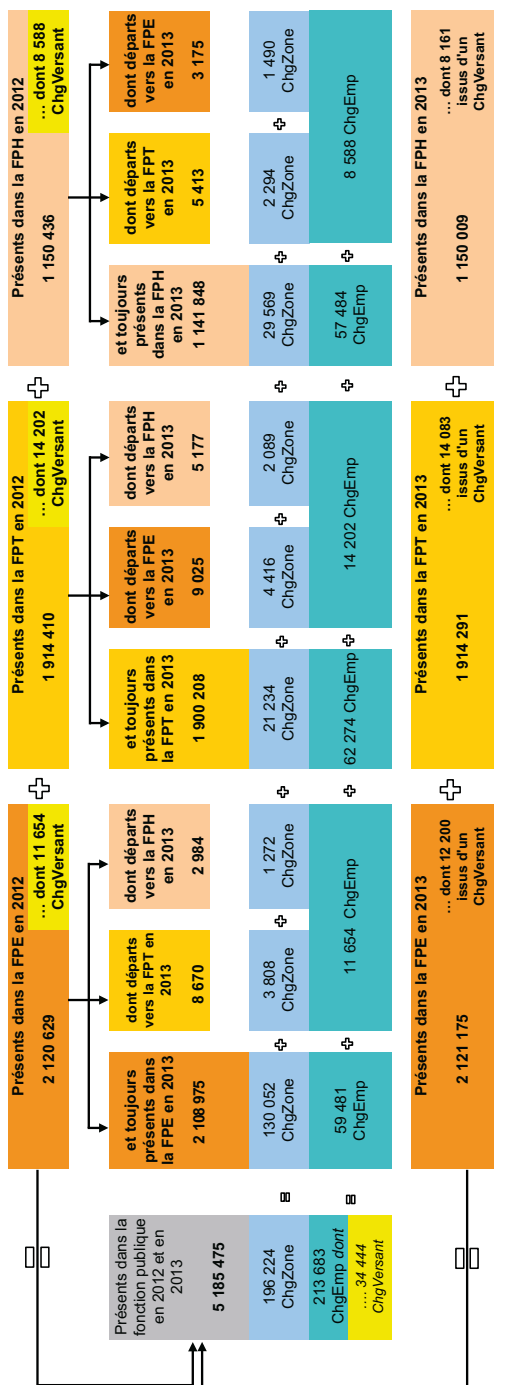 Présents dans la FPE en 2012
2 120 629
… dont 11 654
ChgVersant
Présents dans la FPT en 2012
1 914 410
… dont 14 202
ChgVersant
Présents dans la FPH en 2012
1 150 436
… dont 8 588
ChgVersant
Présents dans la
fonction publique
en 2012 et en
2013
5 185 475
et toujours
présents dans
la FPE en 2013
2 108 975
dont départs
vers la FPT en
2013
8 670
dont départs
vers la FPH
en 2013
2 984
et toujours
présents dans
la FPT en 2013
1 900 208
dont départs
vers la FPE
en 2013
9 025
dont départs
vers la FPH
en 2013
5 177
et toujours
présents
dans la FPH
en 2013
1 141 848
dont départs
vers la FPT
en 2013
5 413
dont départs
vers la FPE
en 2013
3 175
196 224
ChgZone
=
130 052
ChgZone
+
3 808
ChgZone
+
1 272
ChgZone
+
21 234
ChgZone
+
4 416
ChgZone
+
2 089
ChgZone
+
29 569
ChgZone
+
2 294
ChgZone
+
1 490
ChgZone
213 683
ChgEmp dont
…. 34 444
ChgVersant
=
59 481
ChgEmp
+
11 654 ChgEmp
+
62 274 ChgEmp
+
14 202 ChgEmp
+
57 484
ChgEmp
+
8 588 ChgEmp
Présents dans la FPE en 2013
2 121 175
… dont 12 200
issus d'un
ChgVersant
Présents dans la FPT en 2013
1 914 291
… dont 14 083
issus d'un
ChgVersant
Présents dans la FPH en 2013
1 150 009
… dont 8 161
issus d'un
ChgVersant